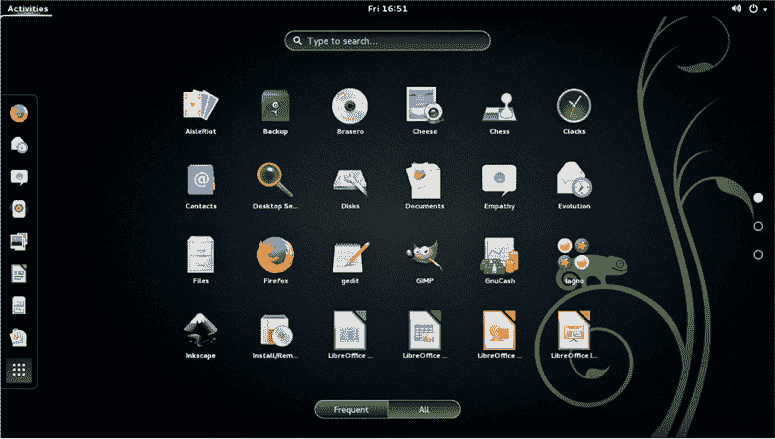 Activities Fri 16:51
Type to search...
AisleRiot Backup Brasero Cheese Chess Clocks
Contacts Desktop Se... Disks Documents Empathy Evolution
Files Firefox gedit GIMP GnuCash Iagno
Inkscape Install/Rem... LibreOffice ... LibreOffice ... LibreOffice ... LibreOffice I...
Frequent All